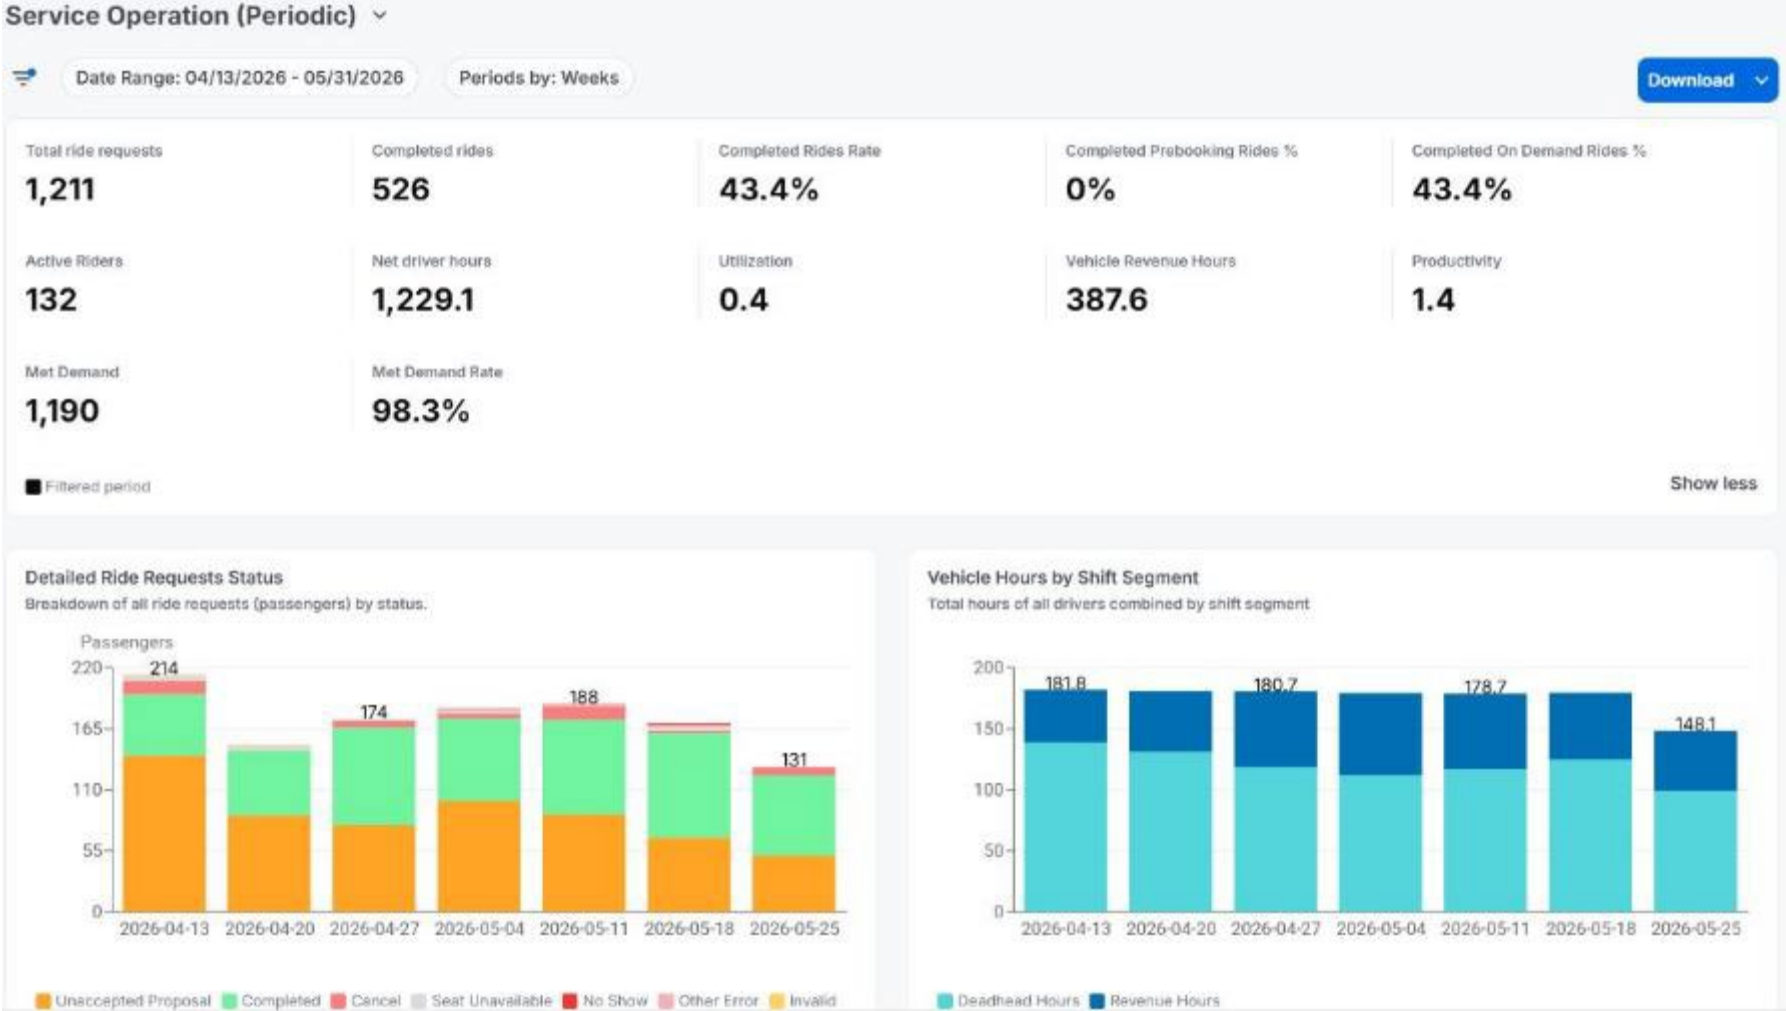 Service Operation (Periodic)
Date Range: 04/13/2026 - 05/31/2026
Periods by: Weeks
Download
Total ride requests
1,211
Completed rides
526
Completed Rides Rate
43.4%
Completed Prebooking Rides %
0%
Completed On Demand Rides %
43.4%
Active Riders
132
Net driver hours
1,229.1
Utilization
0.4
Vehicle Revenue Hours
387.6
Productivity
1.4
Met Demand
1,190
Met Demand Rate
98.3%
Filtered period
Show less
Detailed Ride Requests Status
Breakdown of all ride requests (passengers) by status.
Passengers
220
165
110
55
0
214
174
188
131
2026-04-13 2026-04-20 2026-04-27 2026-05-04 2026-05-11 2026-05-18 2026-05-25
Unaccepted Proposal Completed Cancel Seat Unavailable No Show Other Error Invalid
Vehicle Hours by Shift Segment
Total hours of all drivers combined by shift segment
200
150
100
50
0
181.8
180.7
178.7
148.1
2026-04-13 2026-04-20 2026-04-27 2026-05-04 2026-05-11 2026-05-18 2026-05-25
Deadhead Hours Revenue Hours